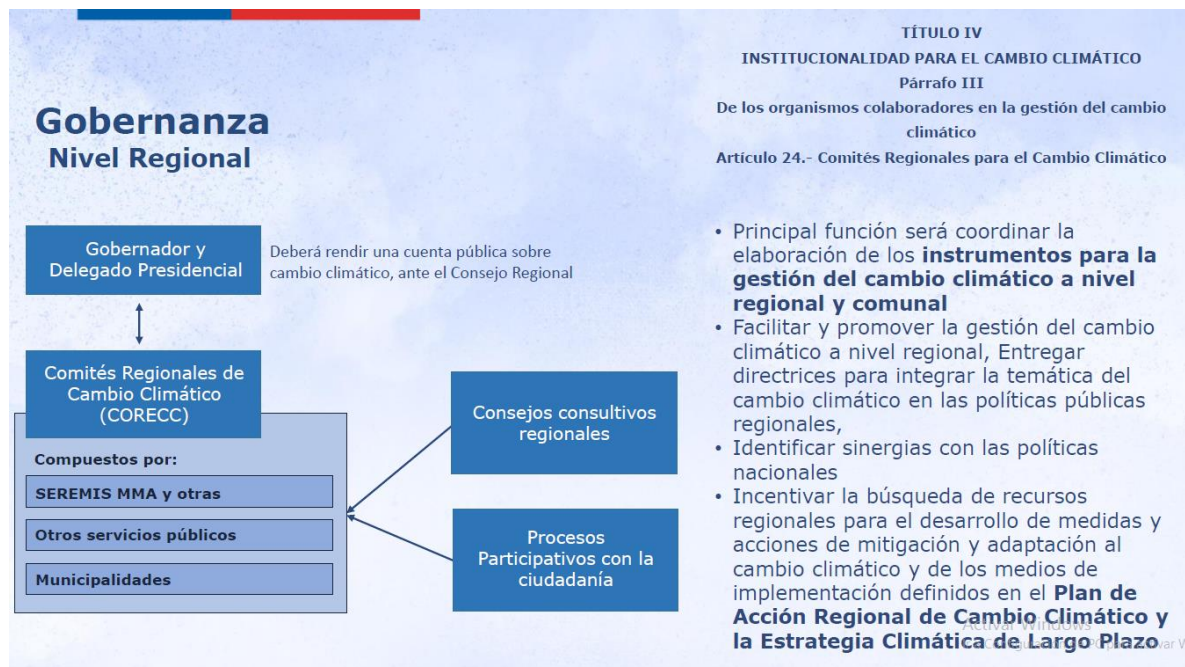 Gobernanza
Nivel Regional
TÍTULO IV
INSTITUCIONALIDAD PARA EL CAMBIO CLIMÁTICO
Párrafo III
De los organismos colaboradores en la gestión del cambio
climático
Artículo 24.- Comités Regionales para el Cambio Climático
Gobernador y
Delegado Presidencial
Deberá rendir una cuenta pública sobre
cambio climático, ante el Consejo Regional
Comités Regionales de
Cambio Climático
(CORECC)
Compuestos por:
SEREMIS MMA y otras
Otros servicios públicos
Municipalidades
Consejos consultivos
regionales
Procesos
Participativos con la
ciudadanía
• Principal función será coordinar la
elaboración de los instrumentos para la
gestión del cambio climático a nivel
regional y comunal
• Facilitar y promover la gestión del cambio
climático a nivel regional, Entregar
directrices para integrar la temática del
cambio climático en las políticas públicas
regionales,
• Identificar sinergias con las políticas
nacionales
• Incentivar la búsqueda de recursos
regionales para el desarrollo de medidas y
acciones de mitigación y adaptación al
cambio climático y de los medios de
implementación definidos en el Plan de
Acción Regional de Cambio Climático y
la Estrategia Climática de Largo Plazo
Activar Windows